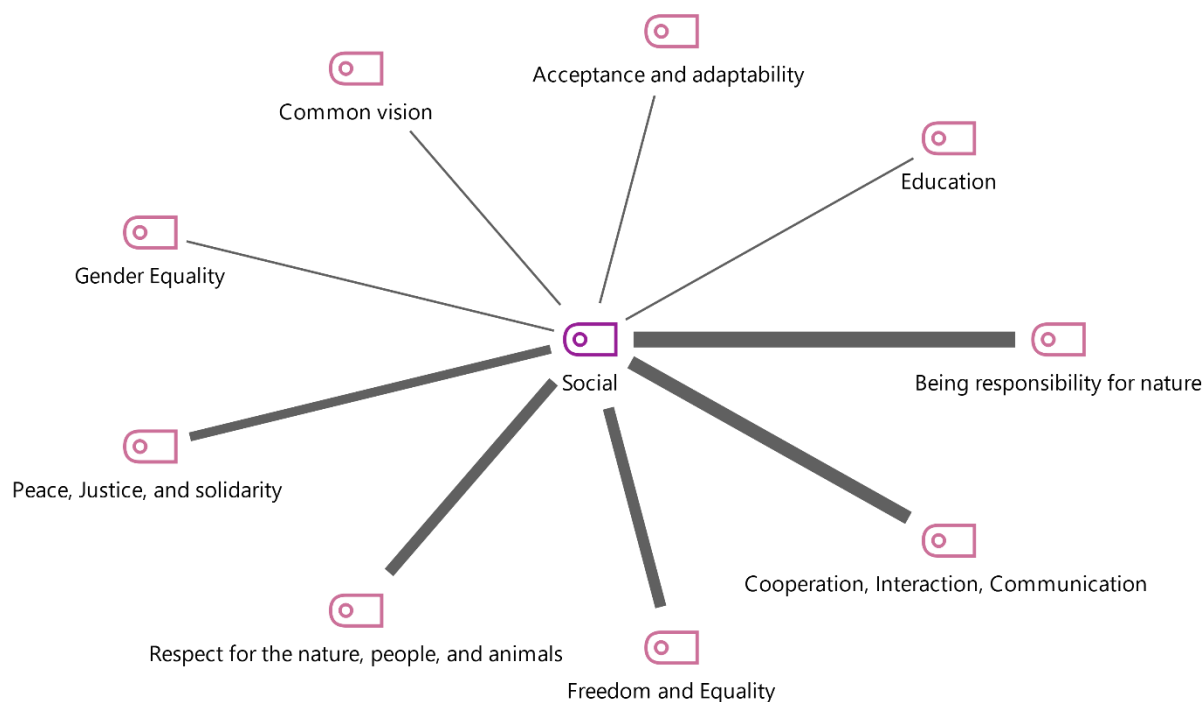 Acceptance and adaptability
Common vision
Education
Gender Equality
Social
Being responsibility for nature
Peace, Justice, and solidarity
Cooperation, Interaction, Communication
Respect for the nature, people, and animals
Freedom and Equality